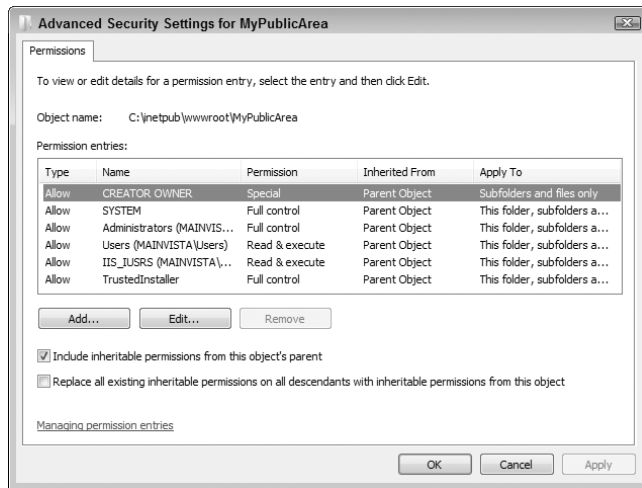 Advanced Security Settings for MyPublicArea
Permissions
To view or edit details for a permission entry, select the entry and then click Edit.
Object name: C:\inetpub\wwwroot\MyPublicArea
Permission entries:
Type Name Permission Inherited From Apply To
Allow CREATOR OWNER Special Parent Object Subfolders and files only
Allow SYSTEM Full control Parent Object This folder, subfolders a...
Allow Administrators (MAINVIS... Full control Parent Object This folder, subfolders a...
Allow Users (MAINVISTA\Users) Read & execute Parent Object This folder, subfolders a...
Allow IIS_IUSRS (MAINVISTA\... Read & execute Parent Object This folder, subfolders a...
Allow TrustedInstaller Full control Parent Object This folder, subfolders a...
Add... Edit... Remove
Include inheritable permissions from this object's parent
Replace all existing inheritable permissions on all descendants with inheritable permissions from this object
Managing permission entries
OK Cancel Apply